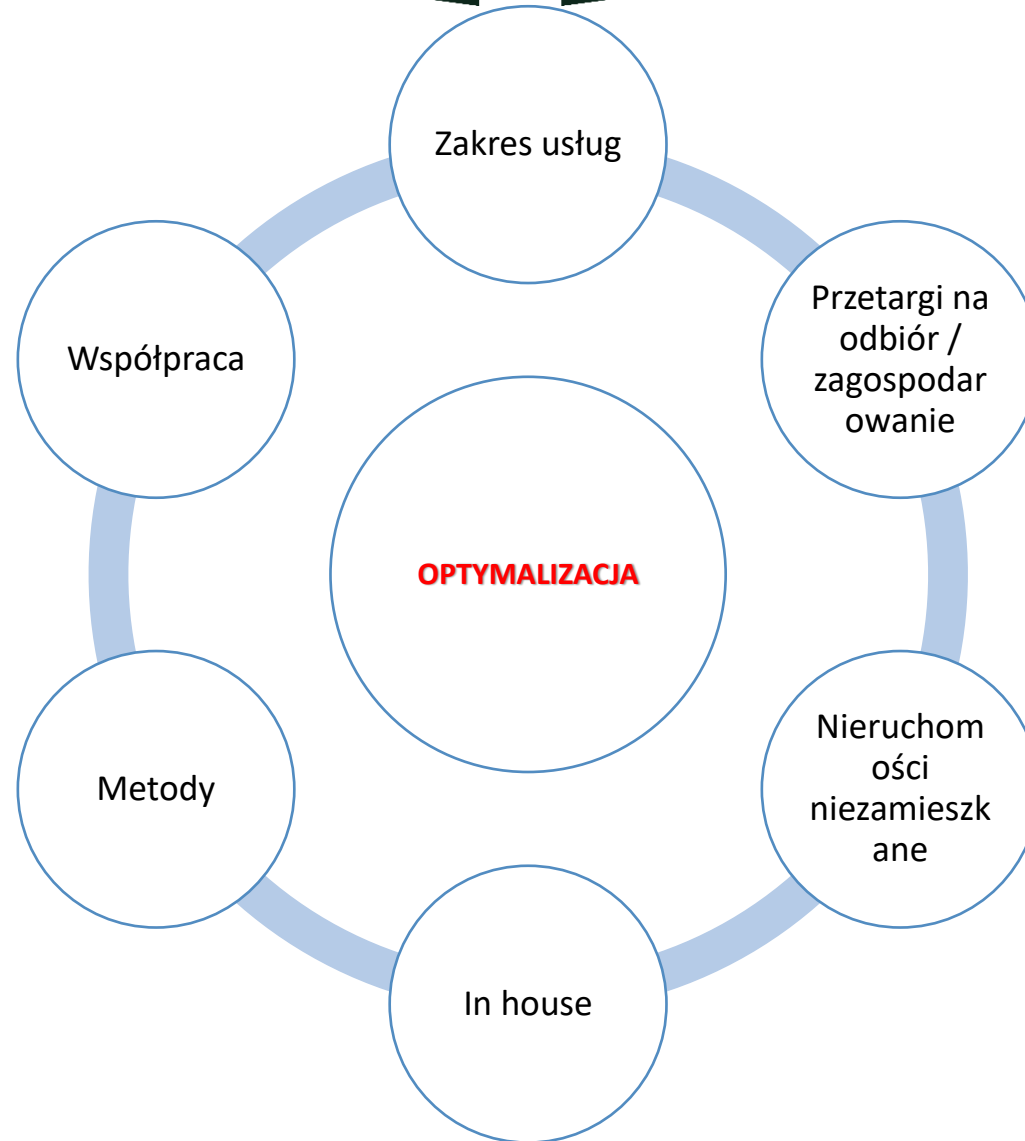 Zakres usług
Przetargi na
odbiór /
zagospodar
owanie
Nieruchom
ości
niezamieszk
ane
In house
Metody
Współpraca
OPTYMALIZACJA